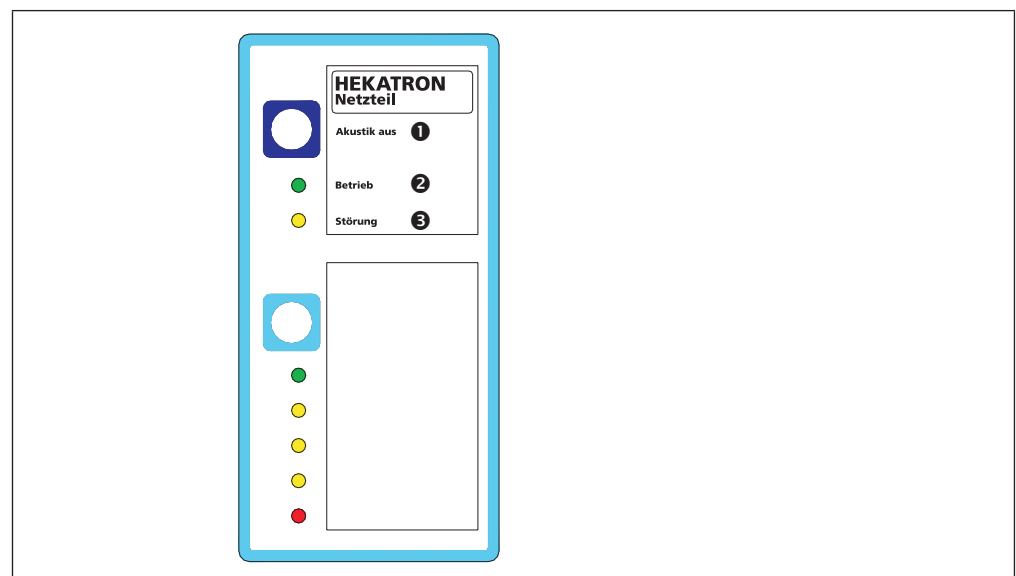 HEKATRON
Netzteil
Akustik aus ❶
Betrieb ❷
Störung ❸